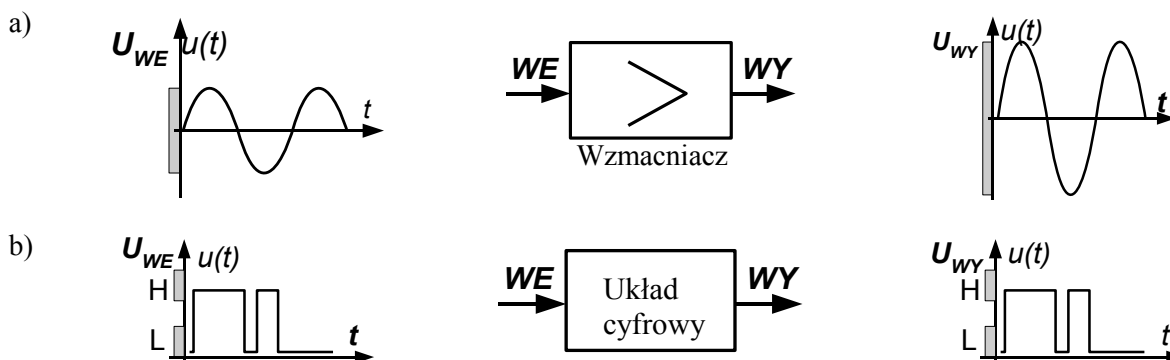 a)
U_WE u(t)
t
WE
WY
Wzmacniacz
U_WY u(t)
t
b)
U_WE u(t)
H
L
t
WE
WY
Układ
cyfrowy
U_WY u(t)
H
L
t